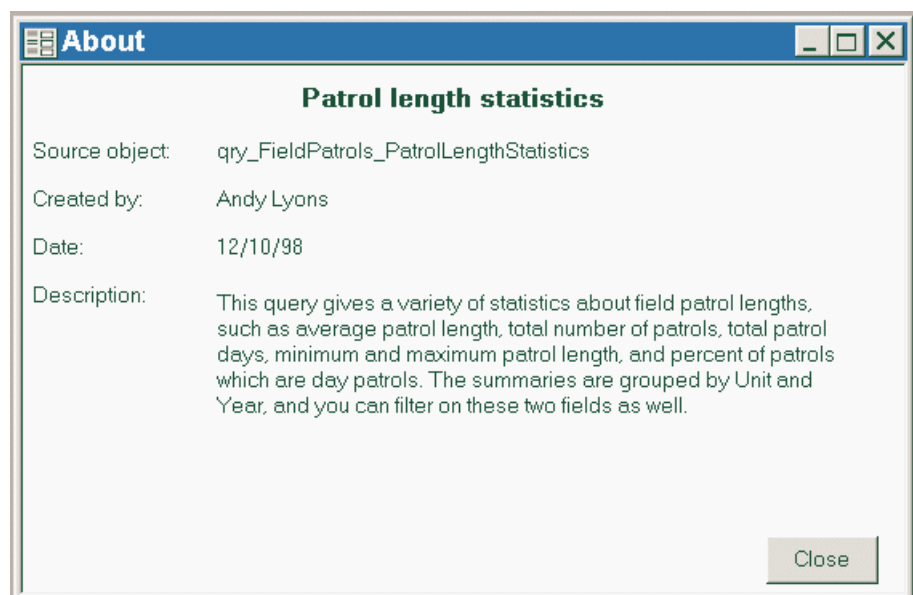 About
Patrol length statistics
Source object: qry_FieldPatrols_PatrolLengthStatistics
Created by: Andy Lyons
Date: 12/10/98
Description: This query gives a variety of statistics about field patrol lengths,
such as average patrol length, total number of patrols, total patrol
days, minimum and maximum patrol length, and percent of patrols
which are day patrols. The summaries are grouped by Unit and
Year, and you can filter on these two fields as well.
Close